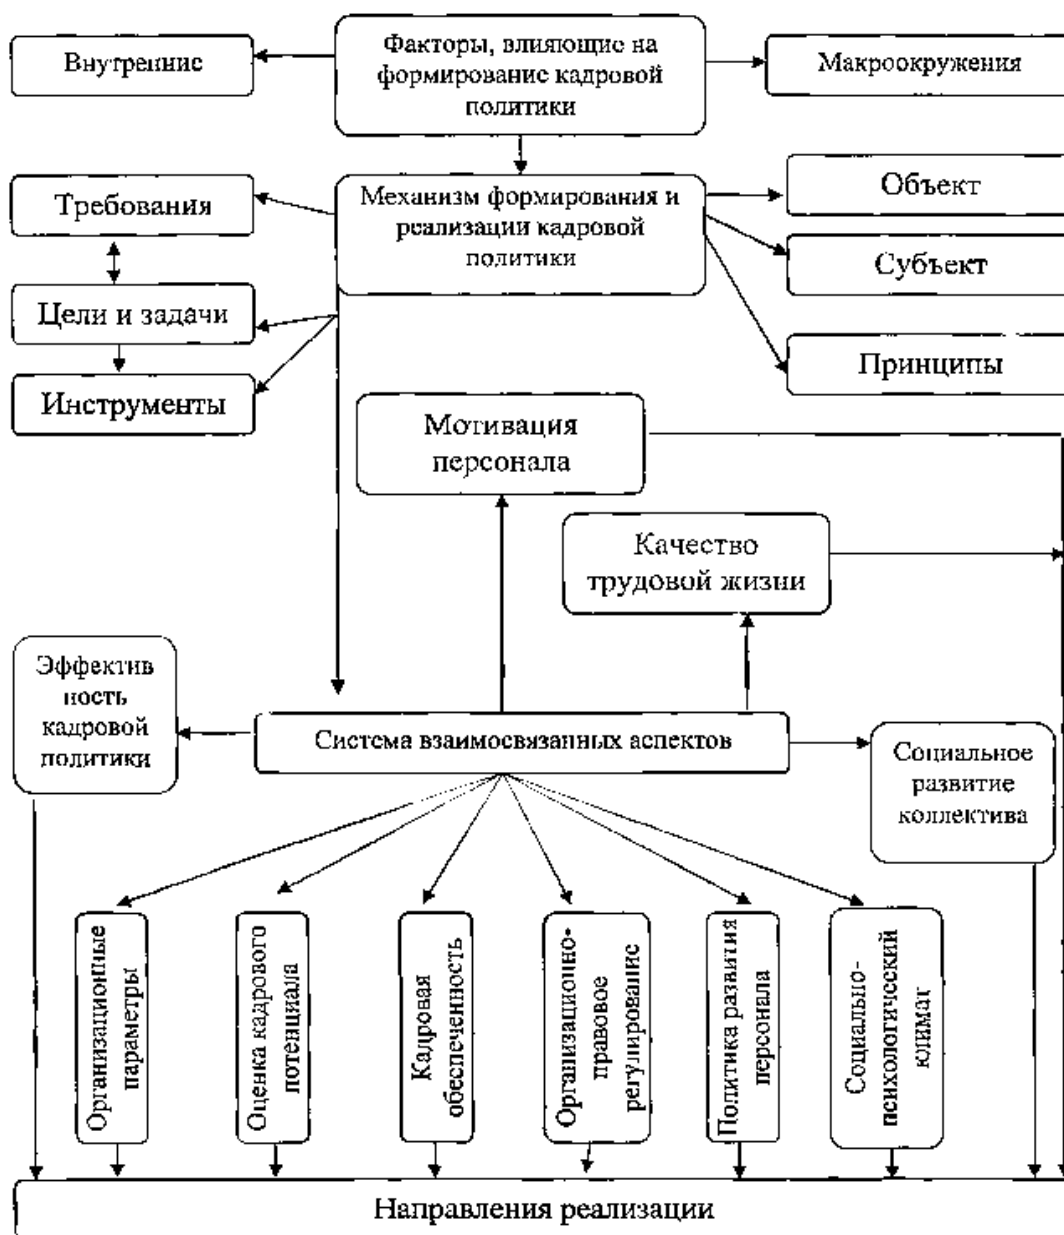 Факторы, влияющие на
формирование кадровой
политики
Внутренние
Макроокружения
Механизм формирования и
реализации кадровой
политики
Требования
Цели и задачи
Инструменты
Объект
Субъект
Принципы
Мотивация
персонала
Качество
трудовой жизни
Эффектив
ность
кадровой
политики
Система взаимосвязанных аспектов
Социальное
развитие
коллектива
Организационные
параметры
Оценка кадрового
потенциала
Кадровая
обеспеченность
Организационно-
правовое
регулирование
Политика развития
персонала
Социально-
психологический
климат
Направления реализации